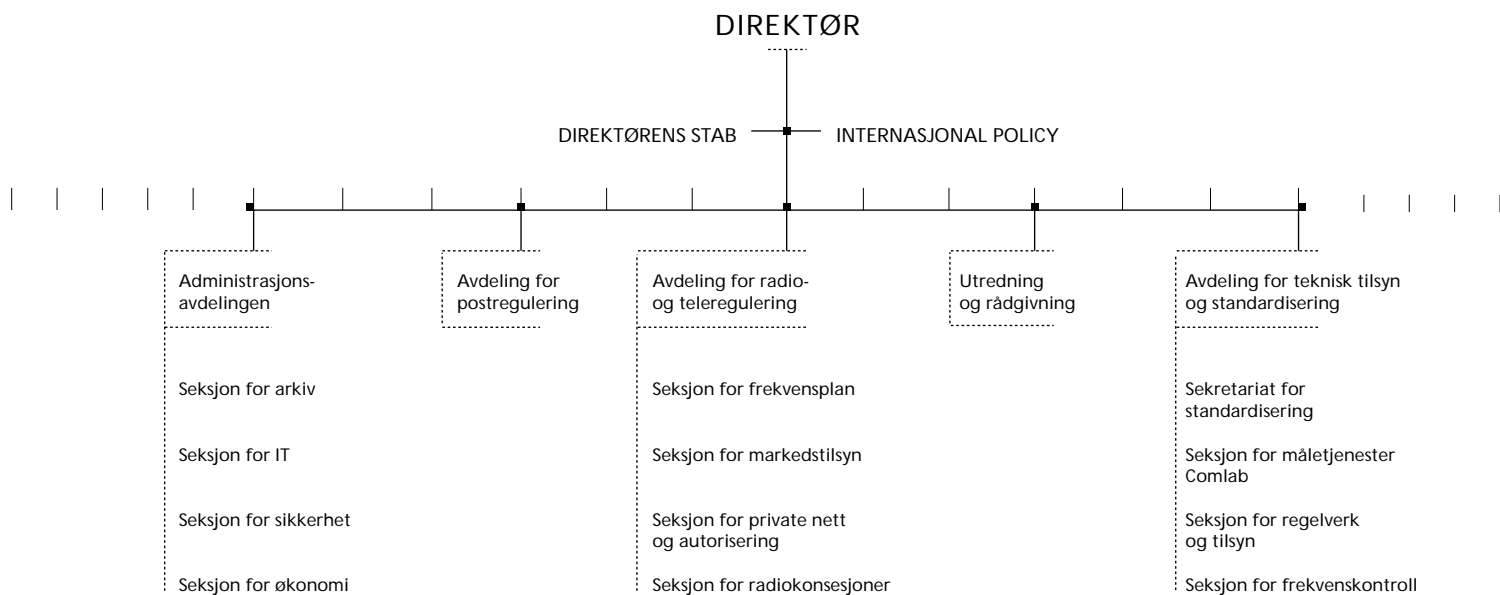 DIREKTØR
DIREKTØRENS STAB
INTERNASJONAL POLICY
Administrasjons-
avdelingen
Seksjon for arkiv
Seksjon for IT
Seksjon for sikkerhet
Seksjon for økonomi
Avdeling for
postregulering
Avdeling for radio-
og teleregulering
Seksjon for frekvensplan
Seksjon for markedstilsyn
Seksjon for private nett
og autorisering
Seksjon for radiokonsesjoner
Utredning
og rådgivning
Avdeling for teknisk tilsyn
og standardisering
Sekretariat for
standardisering
Seksjon for måletjenester
Comlab
Seksjon for regelverk
og tilsyn
Seksjon for frekvenskontroll